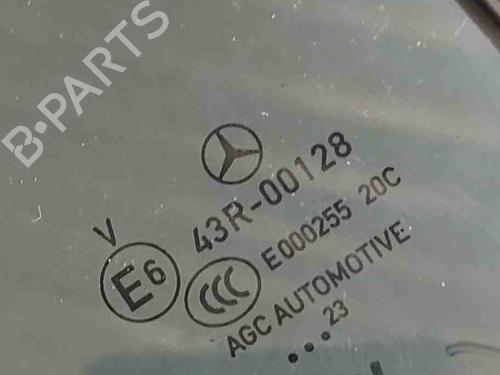 B-PARTS
43R-00128
V
E6
CCC
E000255 20C
AGC AUTOMOTIVE
...23